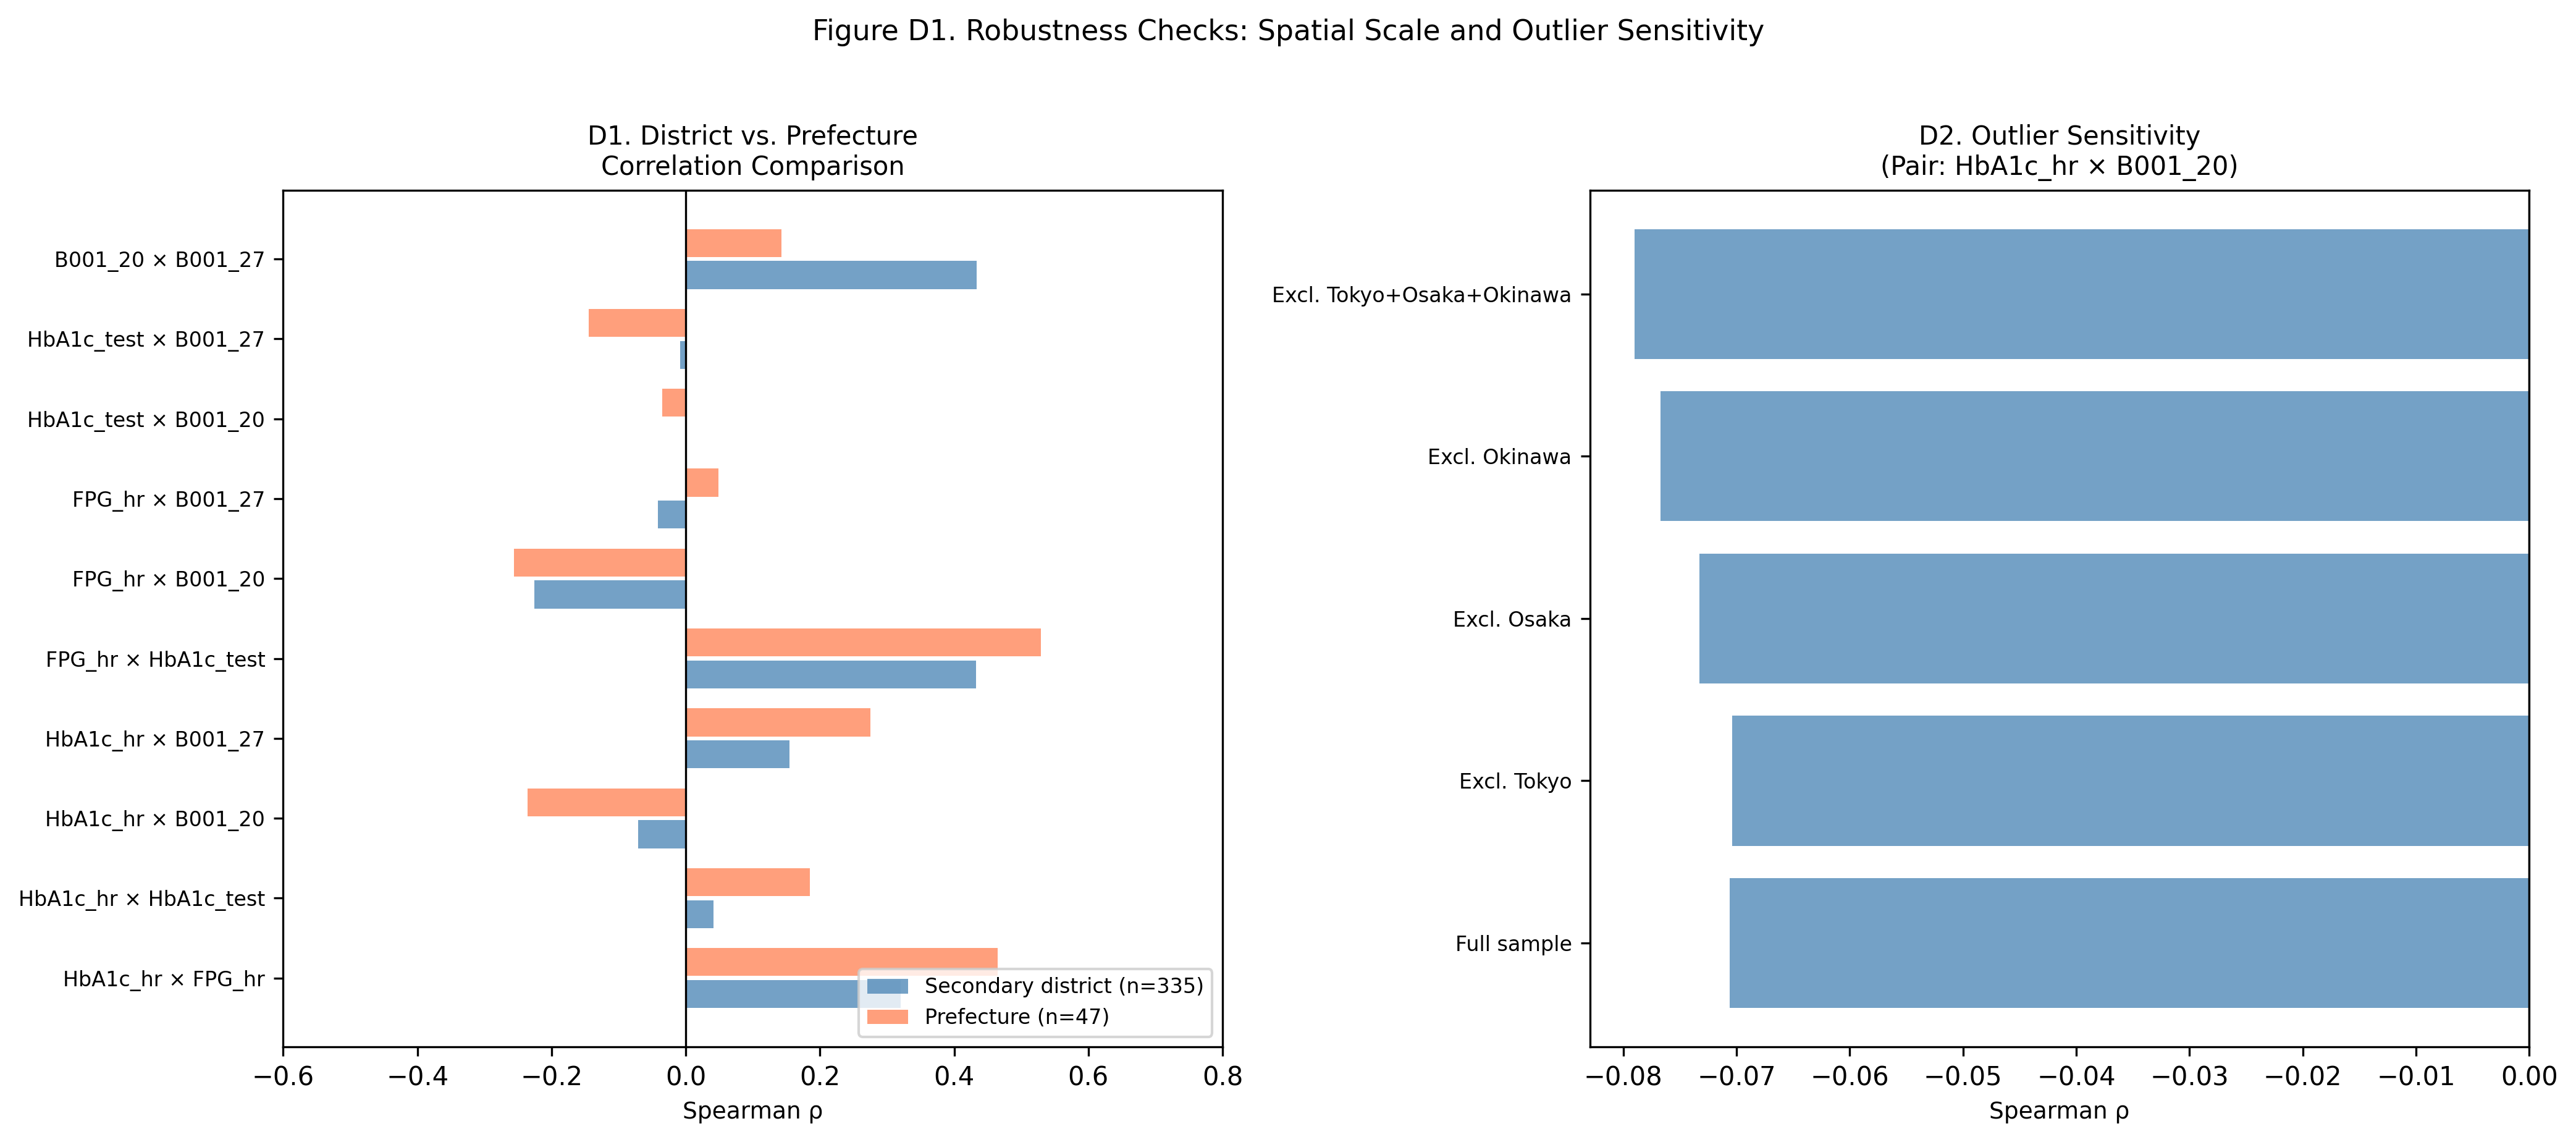 Figure D1. Robustness Checks: Spatial Scale and Outlier Sensitivity
D1. District vs. Prefecture
Correlation Comparison
B001_20 × B001_27
HbA1c_test × B001_27
HbA1c_test × B001_20
FPG_hr × B001_27
FPG_hr × B001_20
FPG_hr × HbA1c_test
HbA1c_hr × B001_27
HbA1c_hr × B001_20
HbA1c_hr × HbA1c_test
HbA1c_hr × FPG_hr
Secondary district (n=335)
Prefecture (n=47)
−0.6 −0.4 −0.2 0.0 0.2 0.4 0.6 0.8
Spearman ρ
D2. Outlier Sensitivity
(Pair: HbA1c_hr × B001_20)
Excl. Tokyo+Osaka+Okinawa
Excl. Okinawa
Excl. Osaka
Excl. Tokyo
Full sample
−0.08 −0.07 −0.06 −0.05 −0.04 −0.03 −0.02 −0.01 0.00
Spearman ρ